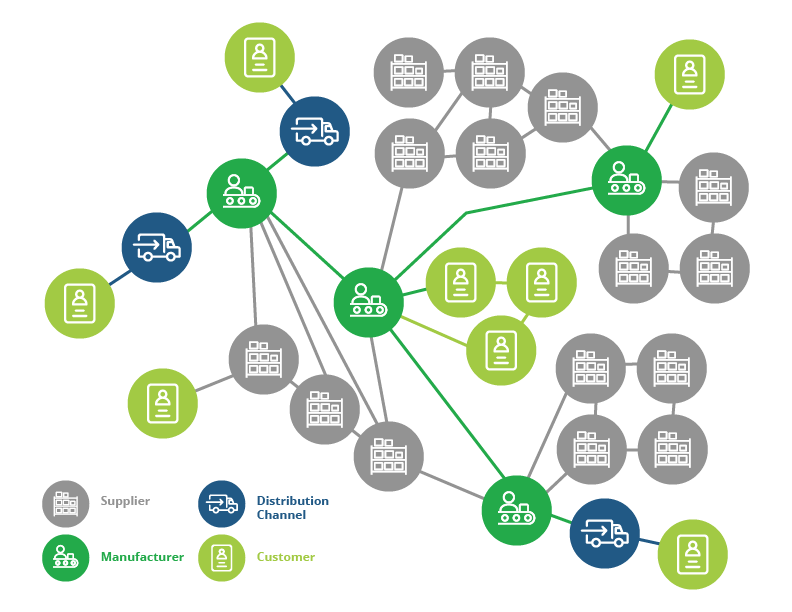 Supplier
Distribution
Channel
Manufacturer
Customer